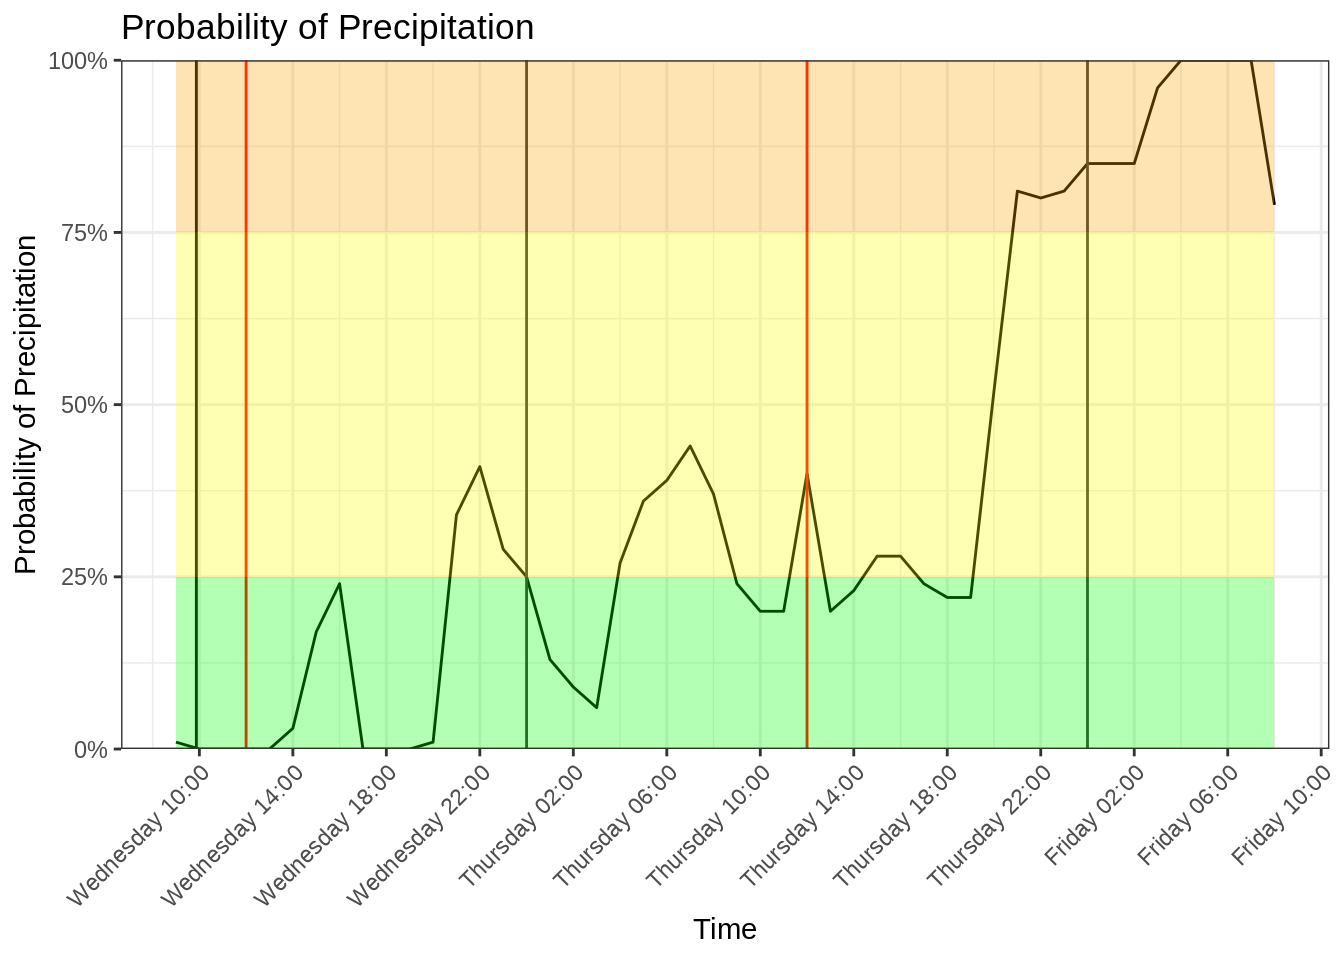 Probability of Precipitation
Probability of Precipitation
100%
75%
50%
25%
0%
Wednesday 10:00
Wednesday 14:00
Wednesday 18:00
Wednesday 22:00
Thursday 02:00
Thursday 06:00
Thursday 10:00
Thursday 14:00
Thursday 18:00
Thursday 22:00
Friday 02:00
Friday 06:00
Friday 10:00
Time